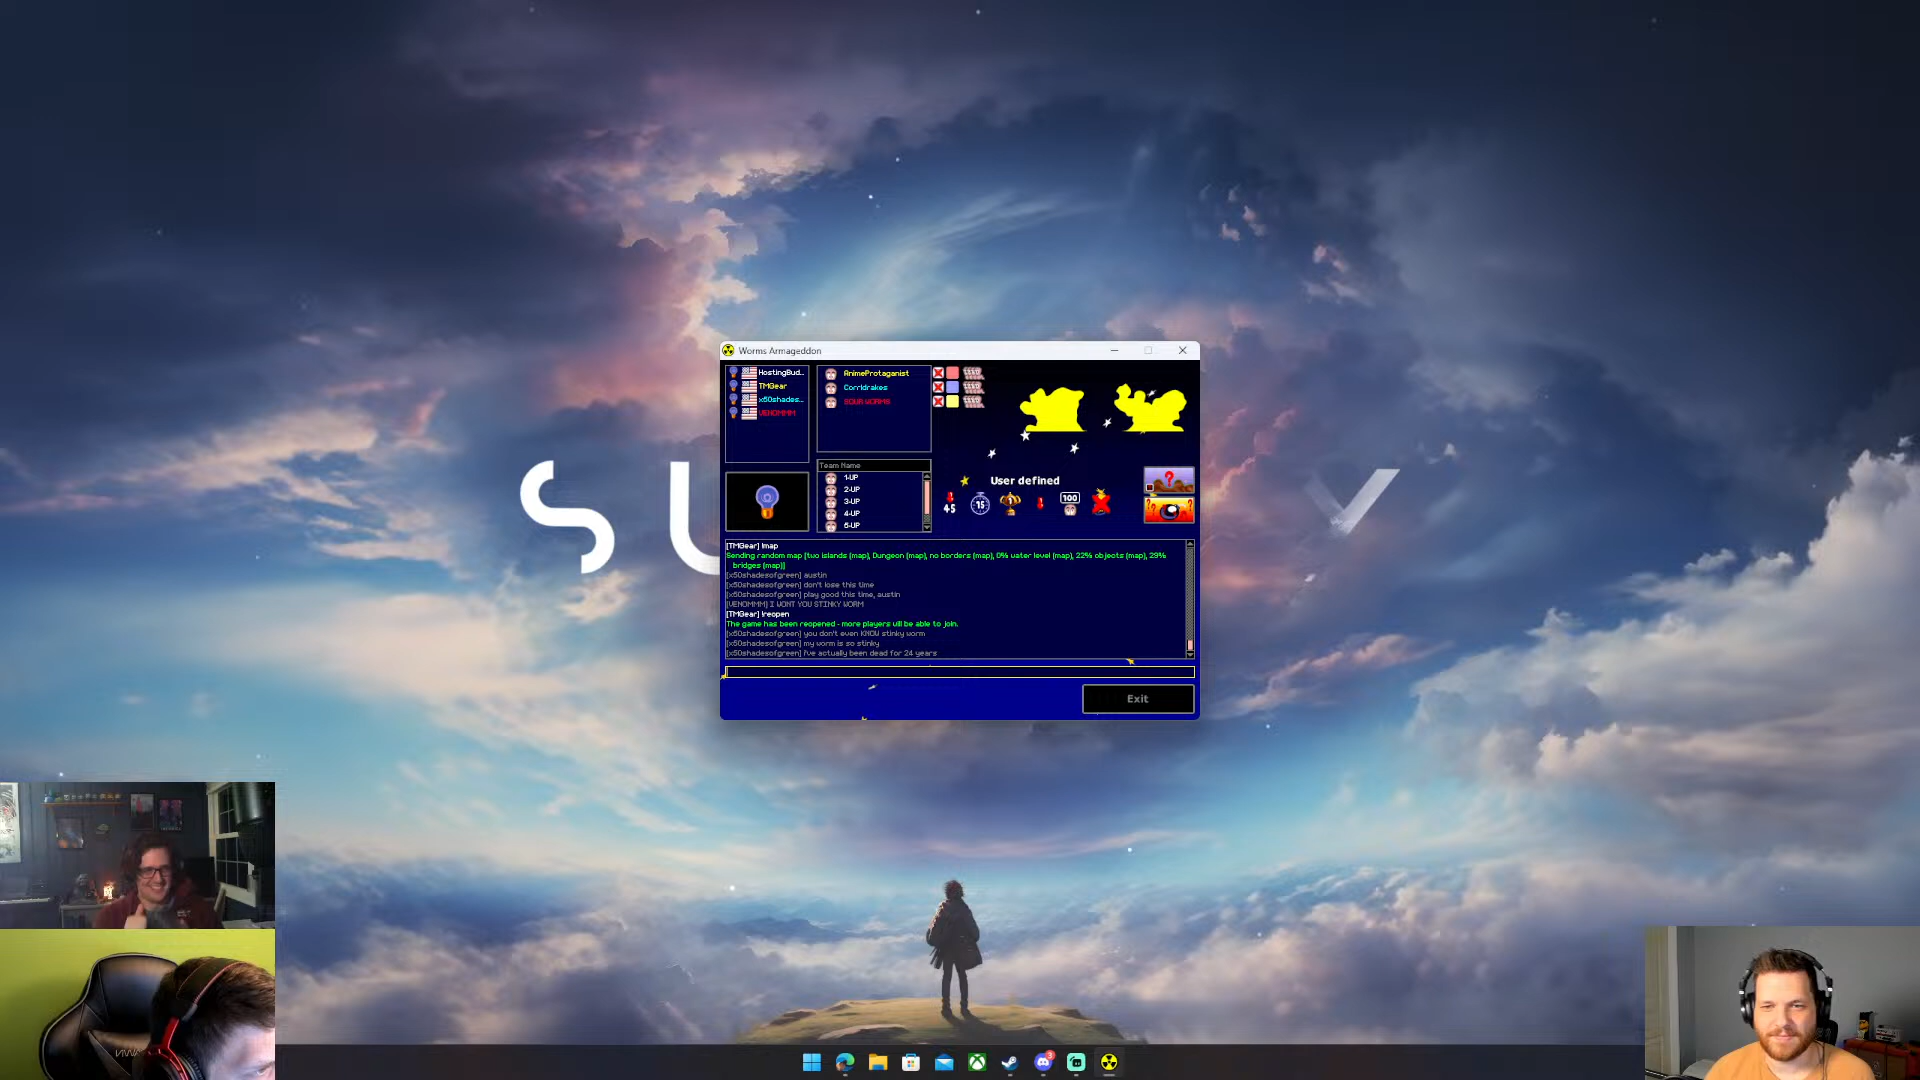 SU Y
Worms Armageddon
HostingBud..
TMGear
x50shades..
VENOMMM
AnimeProtaganist
Corrldrakes
SOUR WORMS
Team Name
1-UP
2-UP
3-UP
4-UP
5-UP
User defined
45
15
100
[TMGear] !map
Sending random map [two islands (map), Dungeon (map), no borders (map), 0% water level (map), 22% objects (map), 29%
bridges (map)]
[x50shadesofgreen] austin
[x50shadesofgreen] don't lose this time
[x50shadesofgreen] play good this time, austin
[VENOMMM] I WONT YOU STINKY WORM
[TMGear] !reopen
The game has been reopened - more players will be able to join.
[x50shadesofgreen] you don't even KNOW stinky worm
[x50shadesofgreen] my worm is so stinky
[x50shadesofgreen] i've actually been dead for 24 years
Exit
3